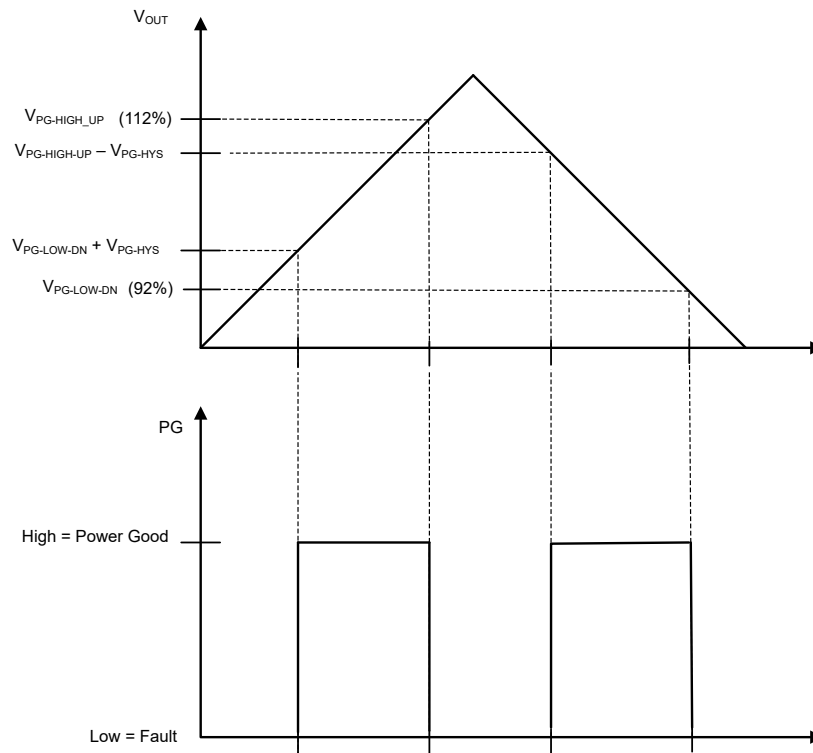 VOUT
VPG-HIGH_UP (112%)
VPG-HIGH-UP – VPG-HYS
VPG-LOW-DN + VPG-HYS
VPG-LOW-DN (92%)
PG
High = Power Good
Low = Fault